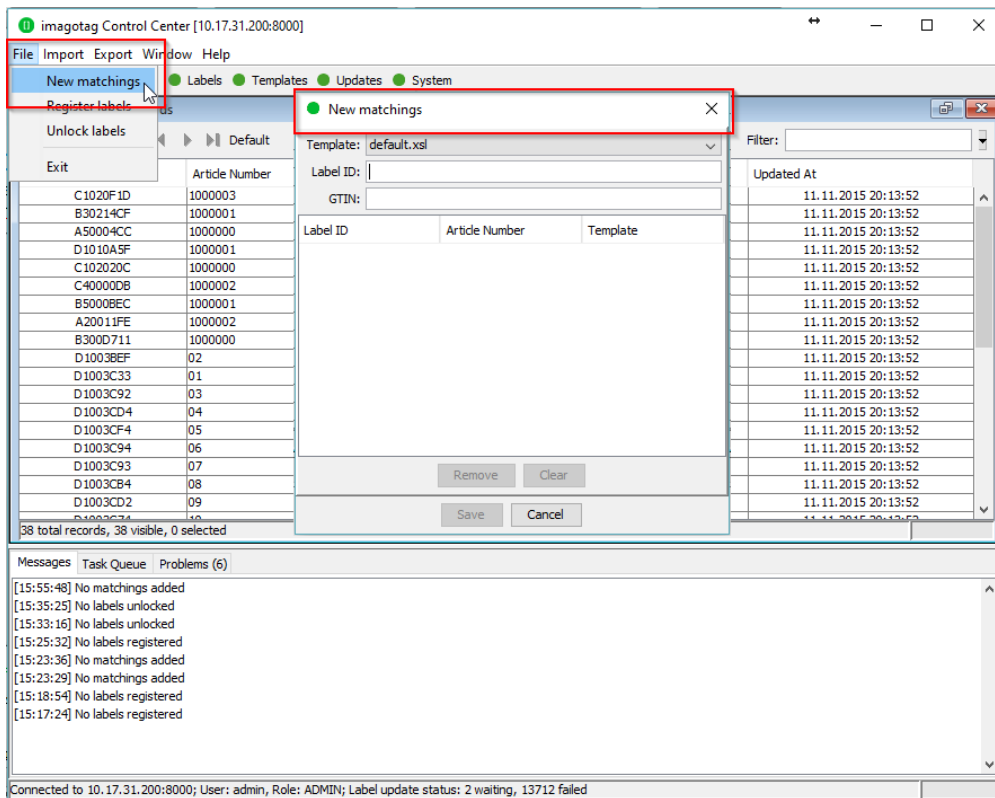 imagotag Control Center [10.17.31.200:8000]
File Import Export Window Help
New matchings
Labels Templates Updates System
Register labels
Unlock labels
Exit
Default
Filter:
New matchings
Template: default.xsl
Label ID:
GTIN:
Label ID Article Number Template
Remove Clear
Save Cancel
Article Number Updated At
C1020F1D 1000003 11.11.2015 20:13:52
B30214CF 1000001 11.11.2015 20:13:52
A50004CC 1000000 11.11.2015 20:13:52
D1010A5F 1000001 11.11.2015 20:13:52
C102020C 1000000 11.11.2015 20:13:52
C40000DB 1000002 11.11.2015 20:13:52
B5000BEC 1000001 11.11.2015 20:13:52
A20011FE 1000002 11.11.2015 20:13:52
B300D711 1000000 11.11.2015 20:13:52
D1003BEF 02 11.11.2015 20:13:52
D1003C33 01 11.11.2015 20:13:52
D1003C92 03 11.11.2015 20:13:52
D1003CD4 04 11.11.2015 20:13:52
D1003CF4 05 11.11.2015 20:13:52
D1003C94 06 11.11.2015 20:13:52
D1003C93 07 11.11.2015 20:13:52
D1003CB4 08 11.11.2015 20:13:52
D1003CD2 09 11.11.2015 20:13:52
38 total records, 38 visible, 0 selected
Messages Task Queue Problems (6)
[15:55:48] No matchings added
[15:35:25] No labels unlocked
[15:33:16] No labels unlocked
[15:25:32] No labels registered
[15:23:36] No matchings added
[15:23:29] No matchings added
[15:18:54] No labels registered
[15:17:24] No labels registered
Connected to 10.17.31.200:8000; User: admin, Role: ADMIN; Label update status: 2 waiting, 13712 failed